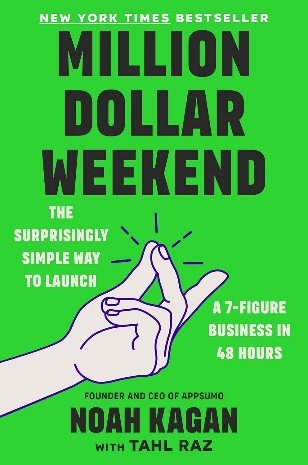 NEW YORK TIMES BESTSELLER
MILLION
DOLLAR
WEEKEND
THE
SURPRISINGLY
SIMPLE WAY
TO LAUNCH
A 7-FIGURE
BUSINESS IN
48 HOURS
FOUNDER AND CEO OF APPSUMO
NOAH KAGAN
WITH TAHL RAZ